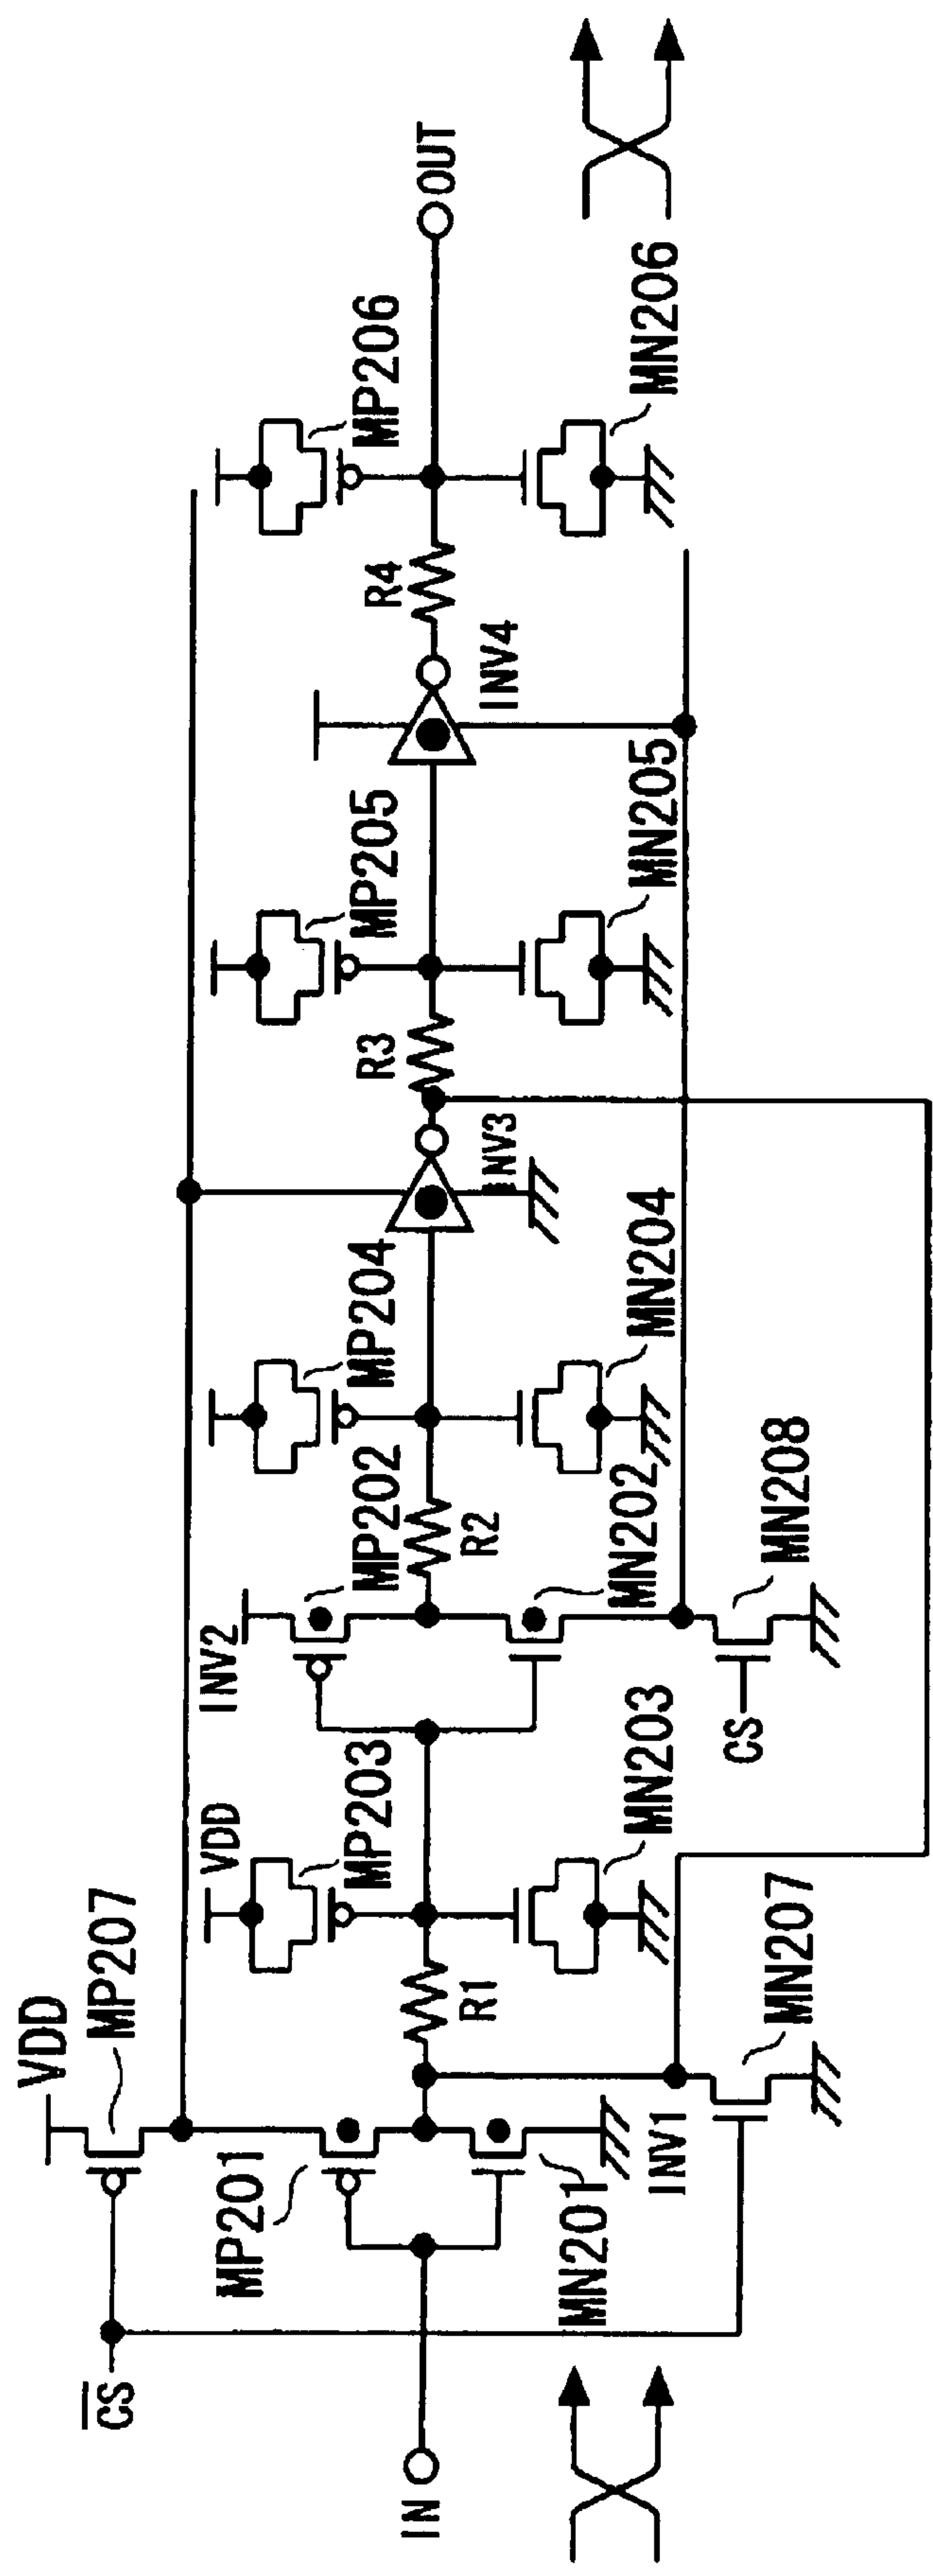 VDD
MP207
CS
VDD
INV2
MP203
MP202
MP204
MP205
MP206
MP201
IN
R1
R2
R3
R4
OUT
INV3
INV4
MN201
INV1
MN203
MN202
MN204
MN205
MN206
MN207
CS
MN208